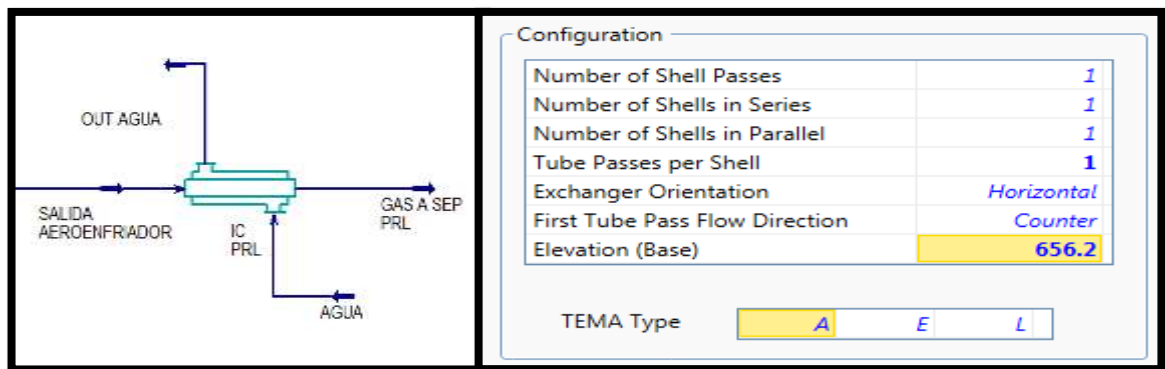 OUT AGUA
SALIDA
AEROENFRIADOR
IC
PRL
GAS A SEP
PRL
AGUA
Configuration
Number of Shell Passes 1
Number of Shells in Series 1
Number of Shells in Parallel 1
Tube Passes per Shell 1
Exchanger Orientation Horizontal
First Tube Pass Flow Direction Counter
Elevation (Base) 656.2
TEMA Type A E L